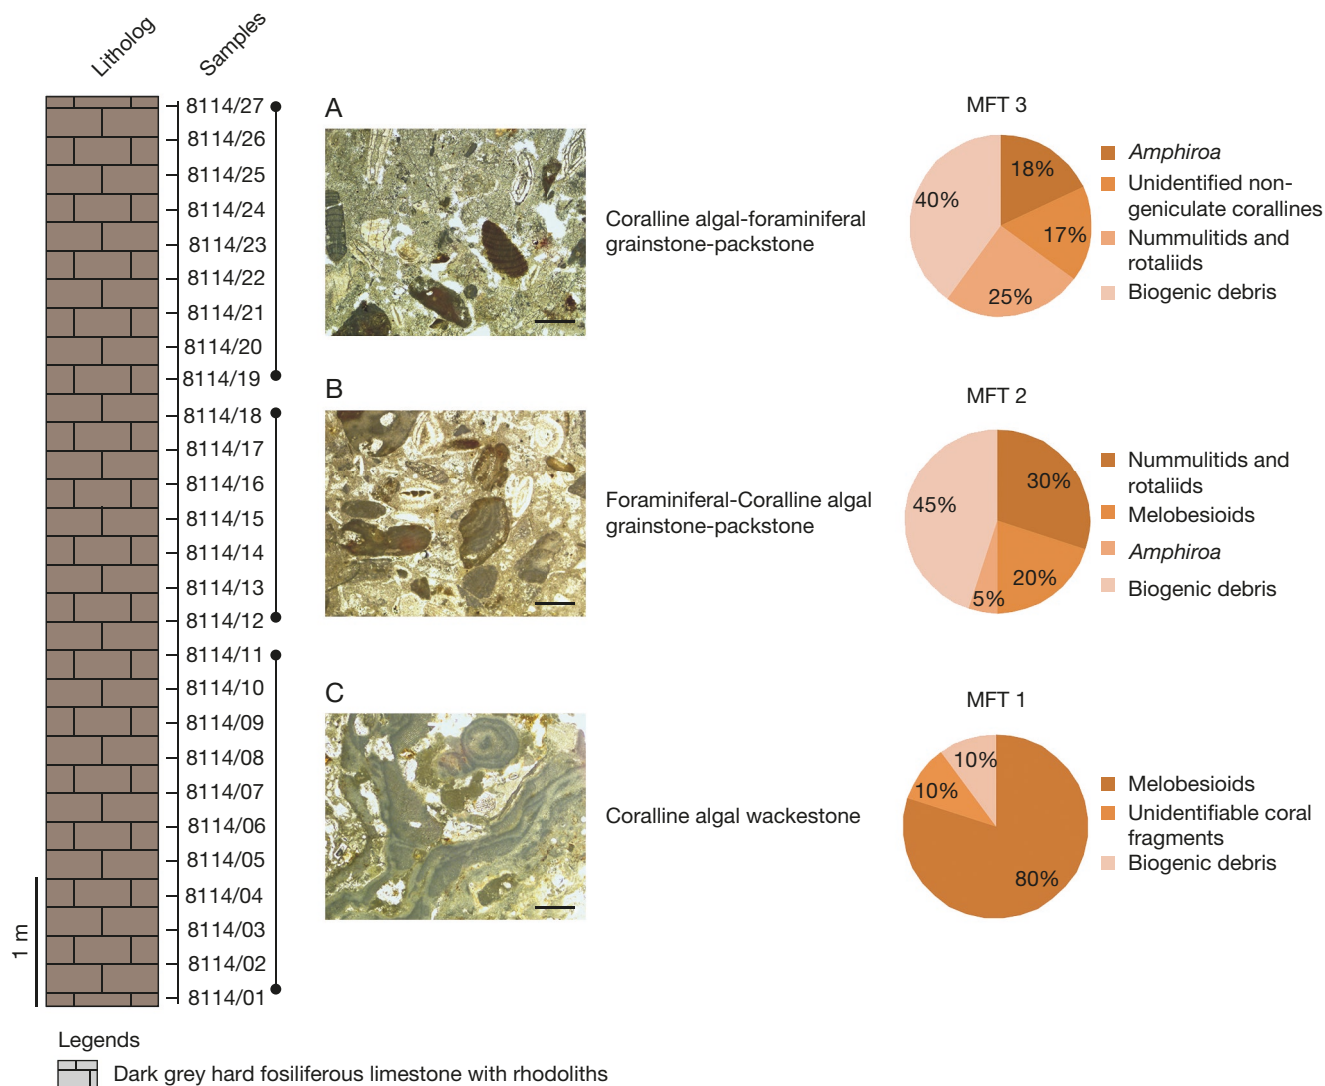 Litholog
Samples
8114/27
8114/26
8114/25
8114/24
8114/23
8114/22
8114/21
8114/20
8114/19
8114/18
8114/17
8114/16
8114/15
8114/14
8114/13
8114/12
8114/11
8114/10
8114/09
8114/08
8114/07
8114/06
8114/05
8114/04
8114/03
8114/02
8114/01
1 m
A
Coralline algal-foraminiferal
grainstone-packstone
MFT 3
18%
17%
25%
40%
Amphiroa
Unidentified non-
geniculate corallines
Nummulitids and
rotaliids
Biogenic debris
B
Foraminiferal-Coralline algal
grainstone-packstone
MFT 2
30%
20%
5%
45%
Nummulitids and
rotaliids
Melobesioids
Amphiroa
Biogenic debris
C
Coralline algal wackestone
MFT 1
10%
10%
80%
Melobesioids
Unidentifiable coral
fragments
Biogenic debris
Legends
Dark grey hard fosiliferous limestone with rhodoliths